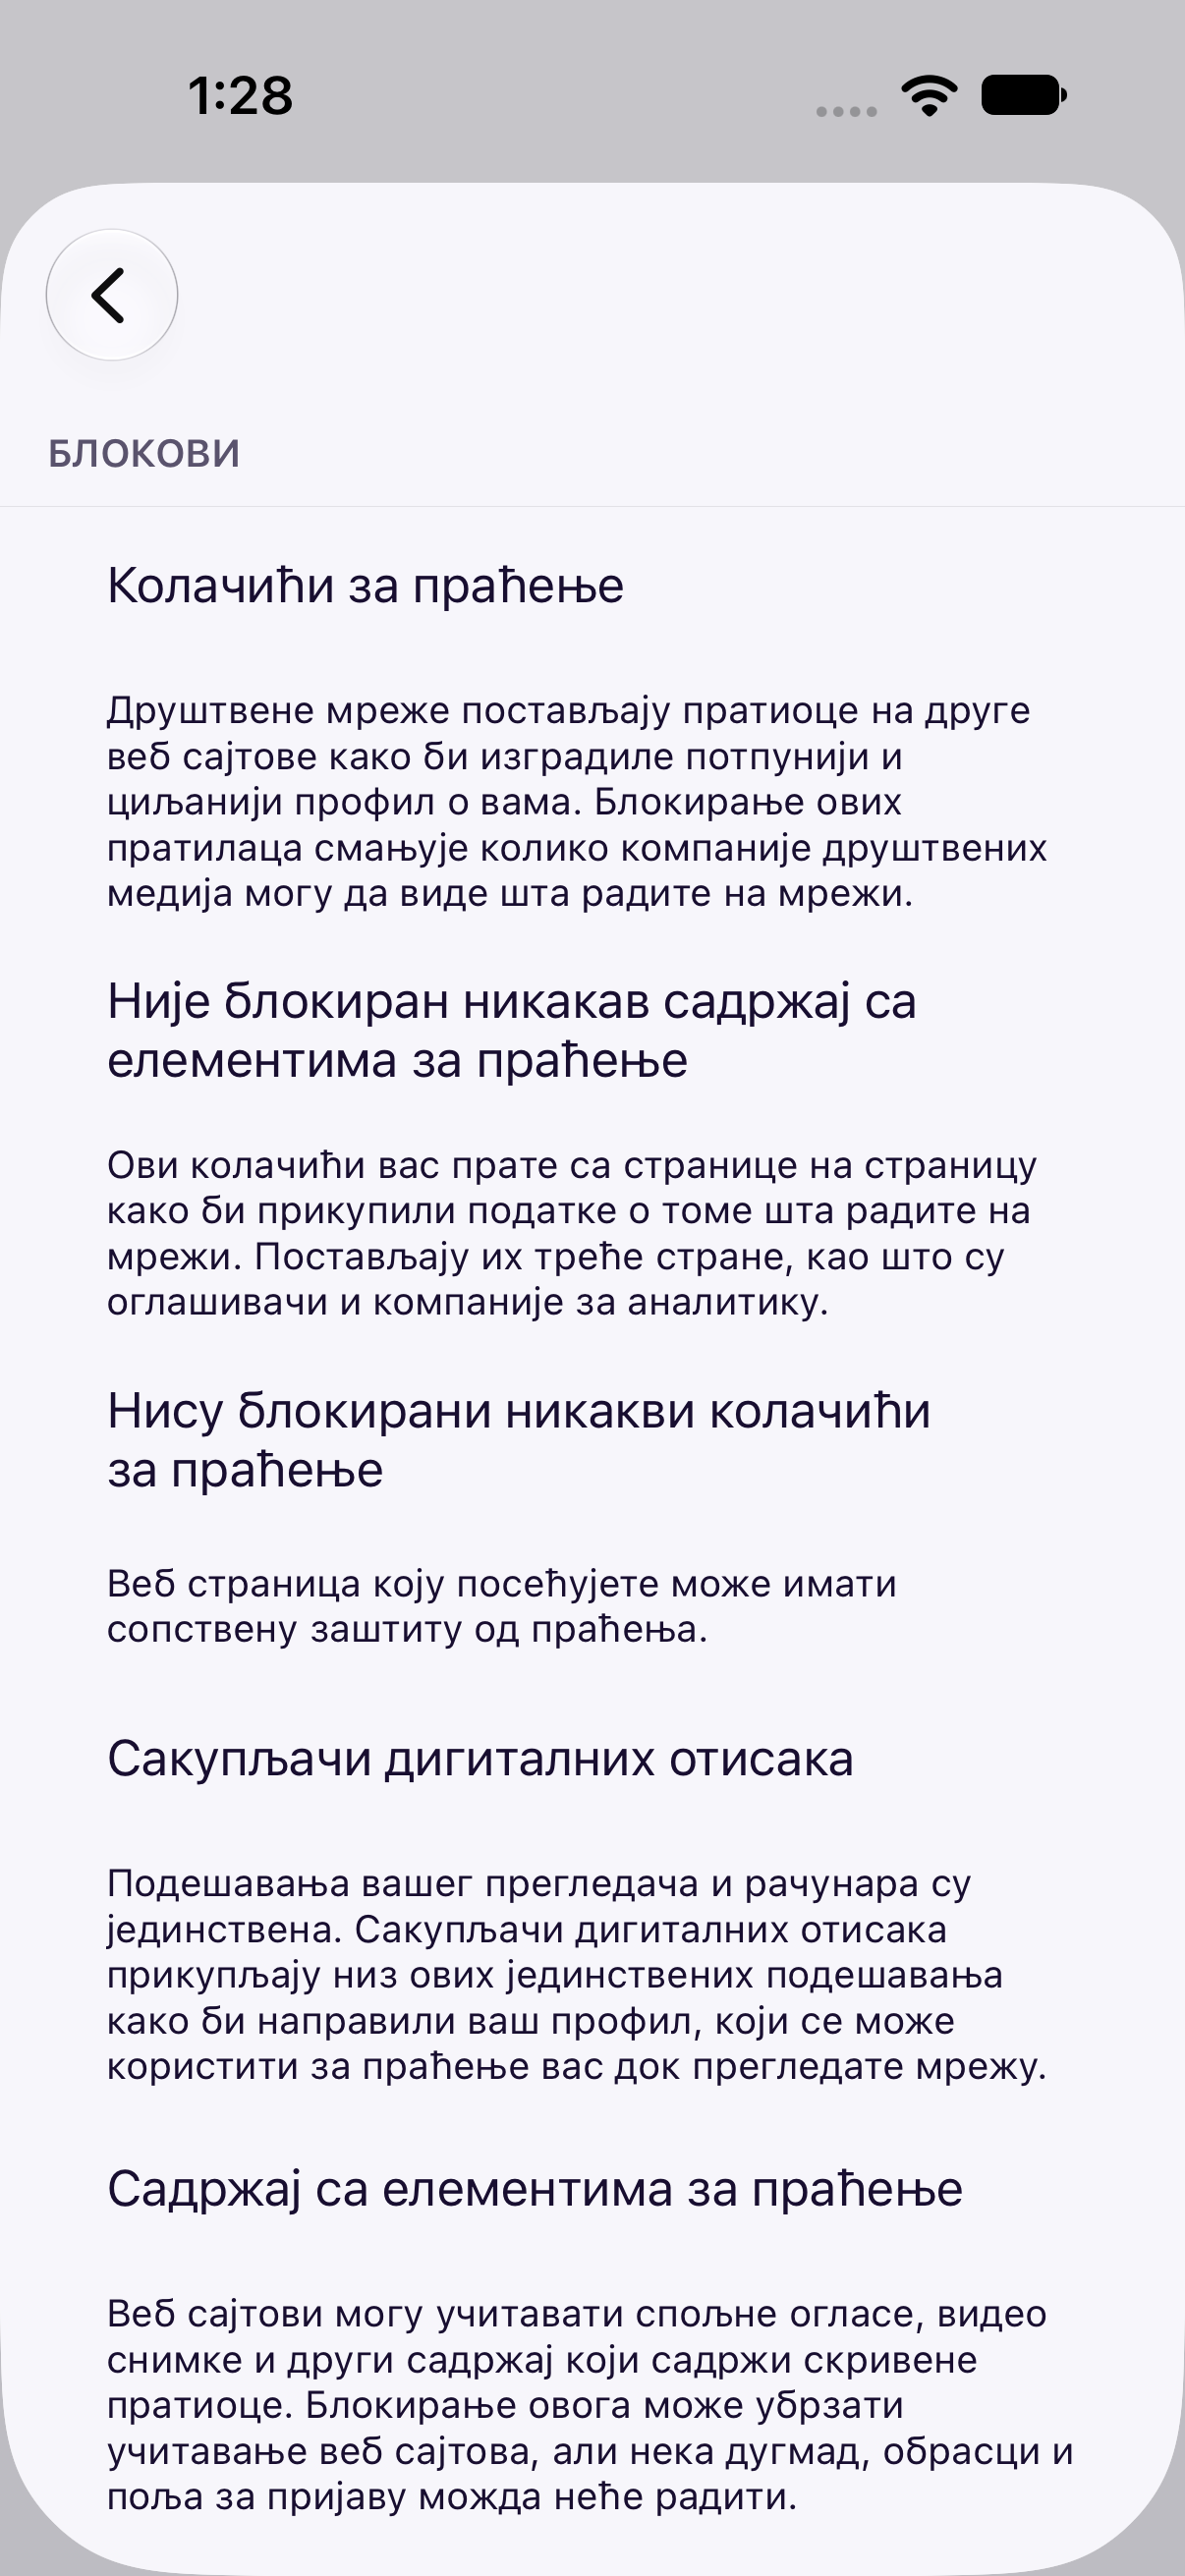 1:28
БЛОКОВИ
Колачићи за праћење
Друштвене мреже постављају пратиоце на друге
веб сајтове како би изградиле потпунији и
циљанији профил о вама. Блокирање ових
пратилаца смањује колико компаније друштвених
медија могу да виде шта радите на мрежи.
Није блокиран никакав садржај са
елементима за праћење
Ови колачићи вас прате са странице на страницу
како би прикупили податке о томе шта радите на
мрежи. Постављају их треће стране, као што су
оглашивачи и компаније за аналитику.
Нису блокирани никакви колачићи
за праћење
Веб страница коју посећујете може имати
сопствену заштиту од праћења.
Сакупљачи дигиталних отисака
Подешавања вашег прегледача и рачунара су
јединствена. Сакупљачи дигиталних отисака
прикупљају низ ових јединствених подешавања
како би направили ваш профил, који се може
користити за праћење вас док прегледате мрежу.
Садржај са елементима за праћење
Веб сајтови могу учитавати спољне огласе, видео
снимке и други садржај који садржи скривене
пратиоце. Блокирање овога може убрзати
учитавање веб сајтова, али нека дугмад, обрасци и
поља за пријаву можда неће радити.